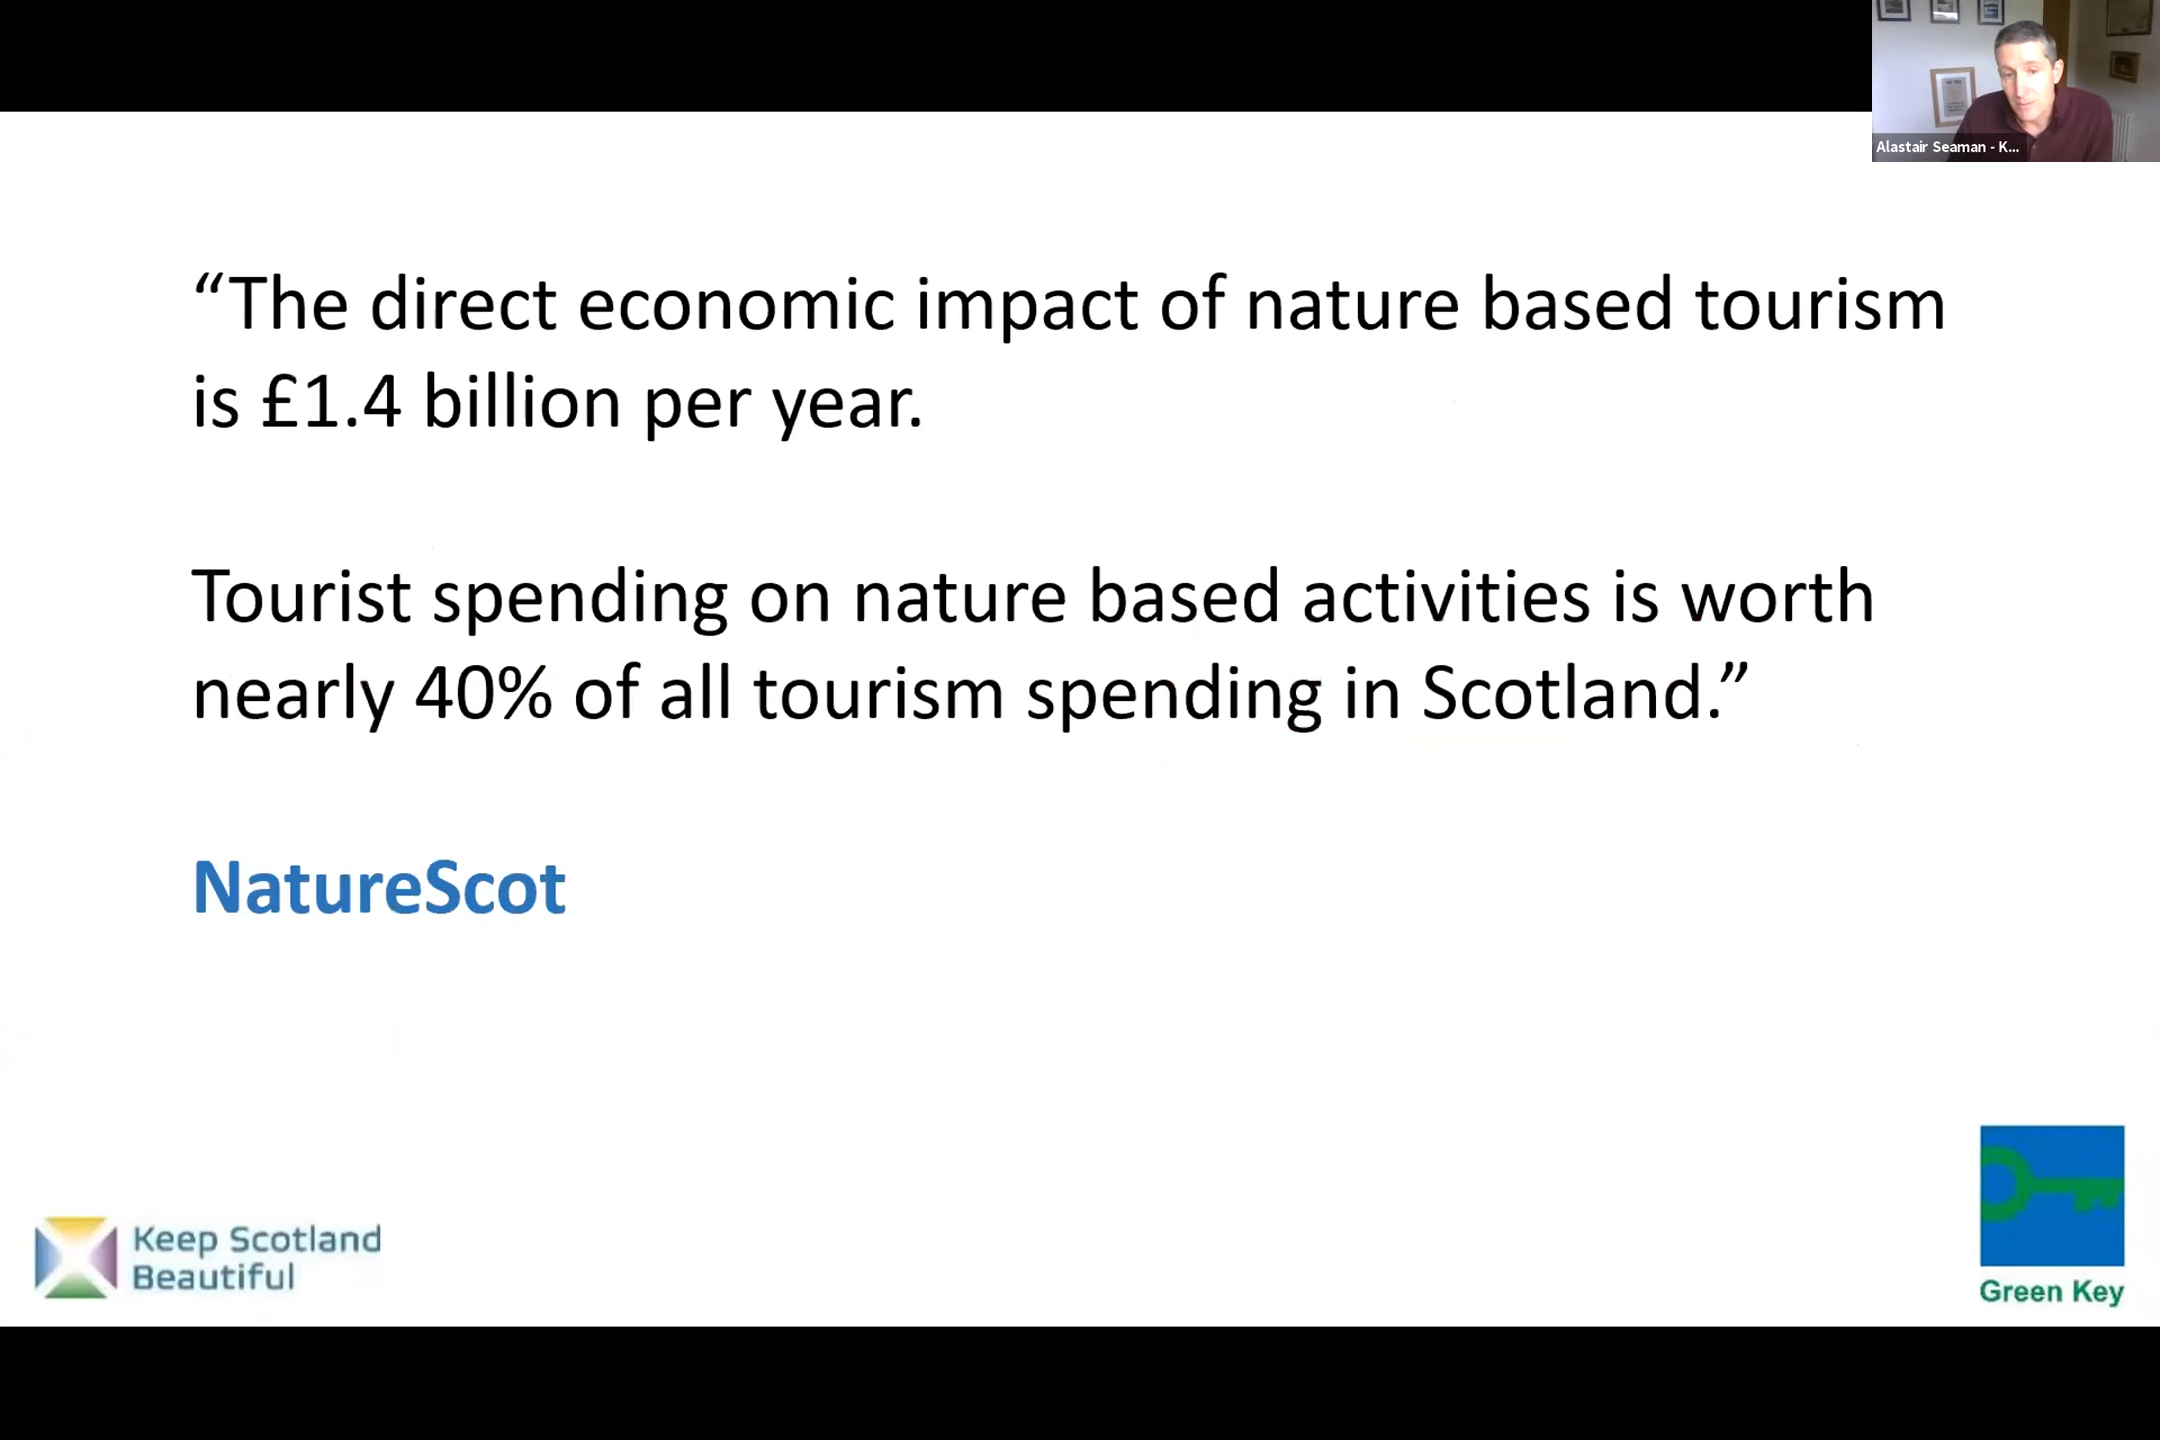 Alastair Seaman - K...
“The direct economic impact of nature based tourism
is £1.4 billion per year.
Tourist spending on nature based activities is worth
nearly 40% of all tourism spending in Scotland.”
NatureScot
Keep Scotland
Beautiful
Green Key